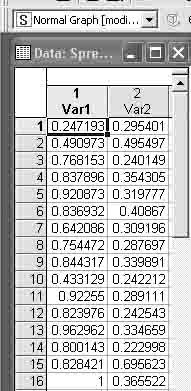 S Normal Graph [modi...
Data: Spre...
1 2
Var1 Var2
1 0.247193 0.295401
2 0.490973 0.495497
3 0.768153 0.240149
4 0.837896 0.354305
5 0.920873 0.319777
6 0.836932 0.40867
7 0.642086 0.309196
8 0.754472 0.287697
9 0.844317 0.339891
10 0.433129 0.242212
11 0.92255 0.289111
12 0.823976 0.242543
13 0.962962 0.334659
14 0.800143 0.222998
15 0.828421 0.695623
16 1 0.365522